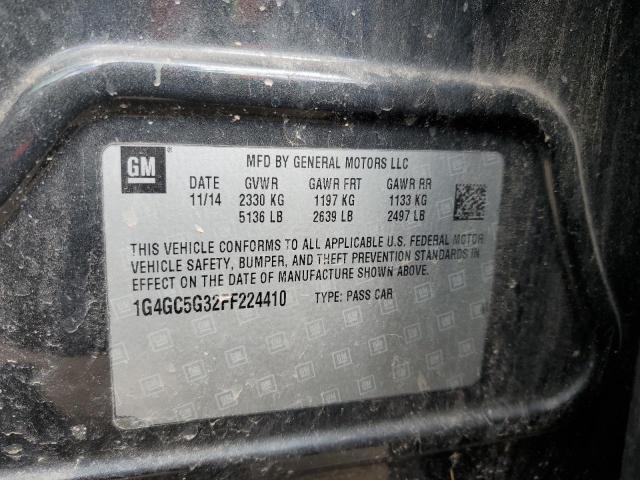 GM
MFD BY GENERAL MOTORS LLC
DATE GVWR GAWR FRT GAWR RR
11/14 2330 KG 1197 KG 1133 KG
5136 LB 2639 LB 2497 LB
THIS VEHICLE CONFORMS TO ALL APPLICABLE U.S. FEDERAL MOTOR
VEHICLE SAFETY, BUMPER, AND THEFT PREVENTION STANDARDS IN
EFFECT ON THE DATE OF MANUFACTURE SHOWN ABOVE.
1G4GC5G32FF224410 TYPE: PASS CAR